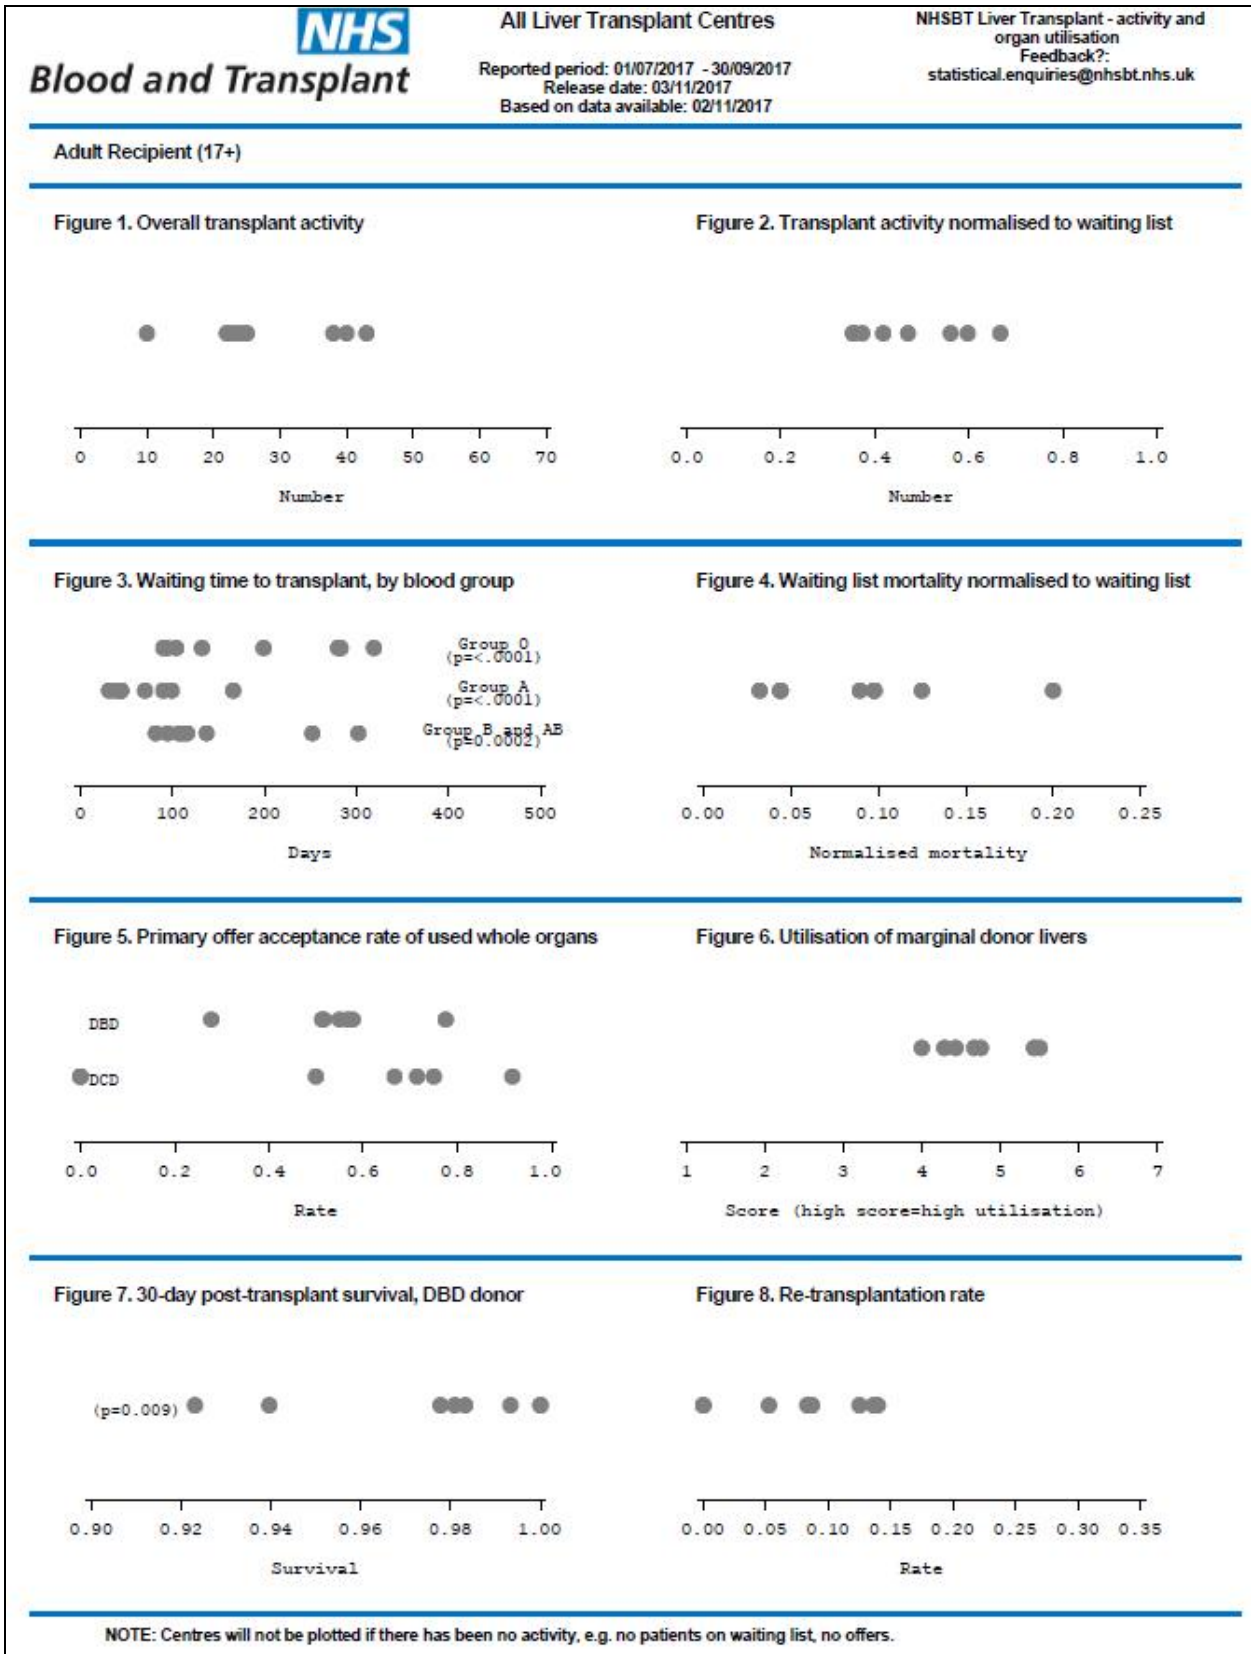 NHS
Blood and Transplant
All Liver Transplant Centres
Reported period: 01/07/2017 - 30/09/2017
Release date: 03/11/2017
Based on data available: 02/11/2017
NHSBT Liver Transplant - activity and
organ utilisation
Feedback?:
statistical.enquiries@nhsbt.nhs.uk
Adult Recipient (17+)
Figure 1. Overall transplant activity
0 10 20 30 40 50 60 70
Number
Figure 2. Transplant activity normalised to waiting list
0.0 0.2 0.4 0.6 0.8 1.0
Number
Figure 3. Waiting time to transplant, by blood group
Group O
(p=<.0001)
Group A
(p=<.0001)
Group B and AB
(p=0.0002)
0 100 200 300 400 500
Days
Figure 4. Waiting list mortality normalised to waiting list
0.00 0.05 0.10 0.15 0.20 0.25
Normalised mortality
Figure 5. Primary offer acceptance rate of used whole organs
DBD
DCD
0.0 0.2 0.4 0.6 0.8 1.0
Rate
Figure 6. Utilisation of marginal donor livers
1 2 3 4 5 6 7
Score (high score=high utilisation)
Figure 7. 30-day post-transplant survival, DBD donor
(p=0.009)
0.90 0.92 0.94 0.96 0.98 1.00
Survival
Figure 8. Re-transplantation rate
0.00 0.05 0.10 0.15 0.20 0.25 0.30 0.35
Rate
NOTE: Centres will not be plotted if there has been no activity, e.g. no patients on waiting list, no offers.